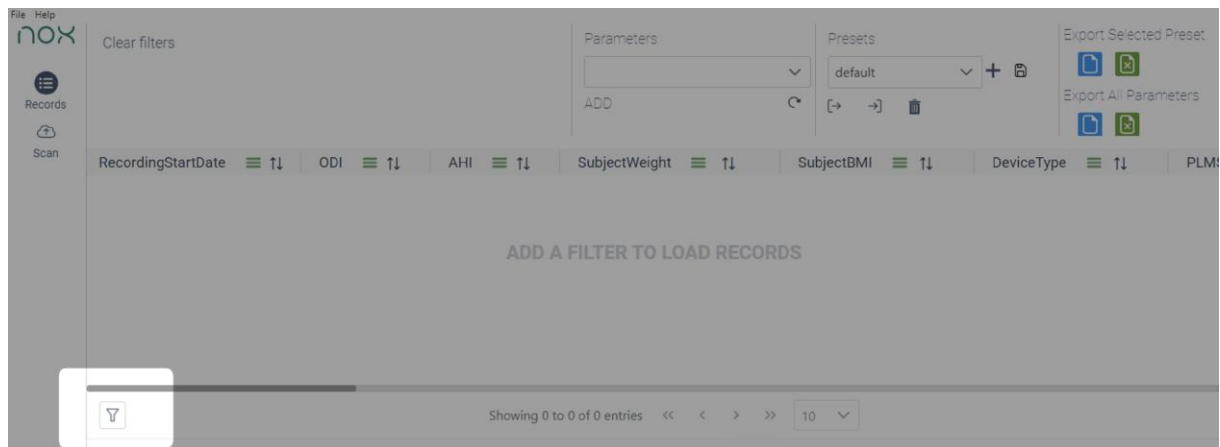 File Help
nox
Records
Scan
Clear filters
Parameters
ADD
Presets
default
Export Selected Preset
Export All Parameters
RecordingStartDate ODI AHI SubjectWeight SubjectBMI DeviceType PLMS
ADD A FILTER TO LOAD RECORDS
Showing 0 to 0 of 0 entries << < > >> 10